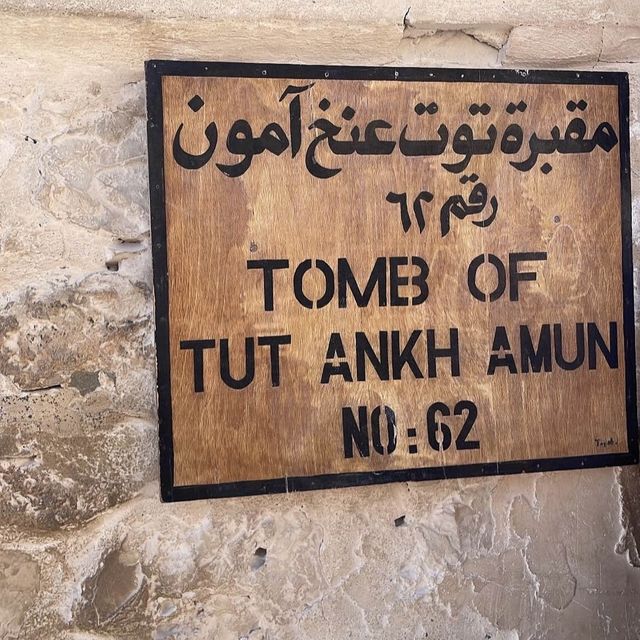 مقبرة توت عنخ آمون
رقم ٦٢
TOMB OF
TUT ANKH AMUN
NO: 62